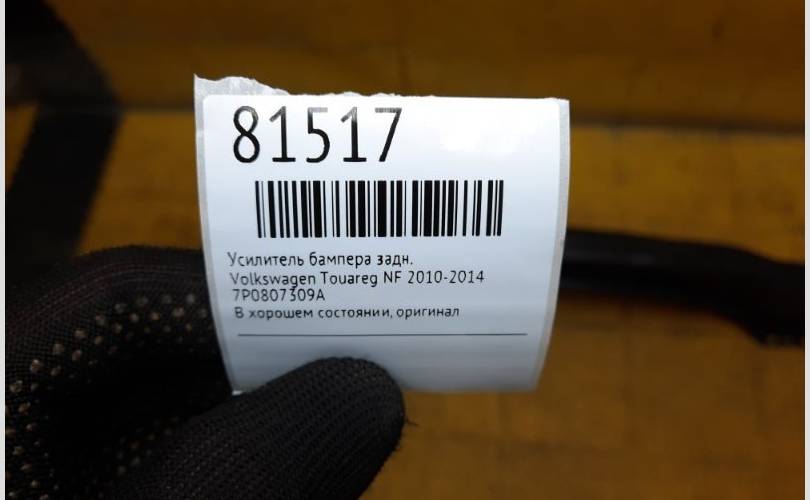 81517
Усилитель бампера задн.
Volkswagen Touareg NF 2010-2014
7P0807309A
В хорошем состоянии, оригинал